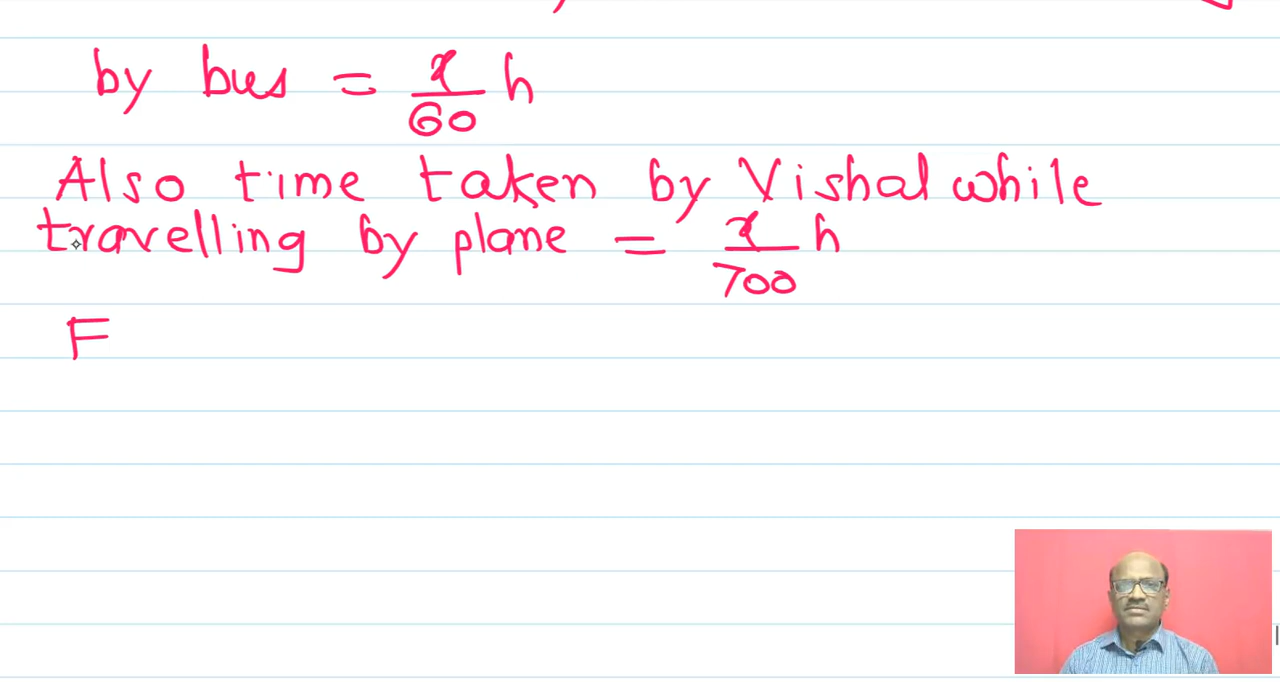 by bus = x/60 h
Also time taken by Vishal while
travelling by plane = x/700 h
F